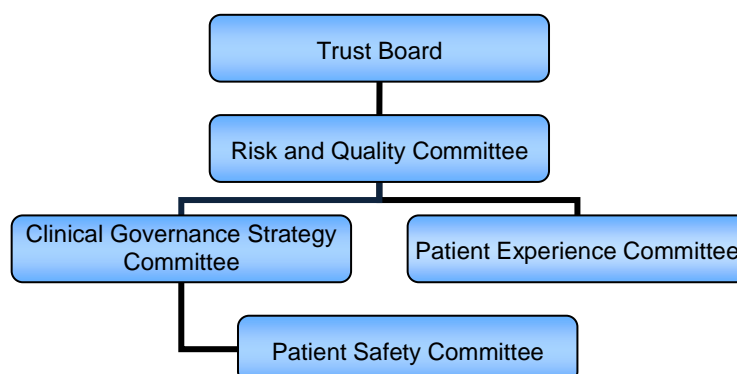 Trust Board
Risk and Quality Committee
Clinical Governance Strategy
Committee
Patient Experience Committee
Patient Safety Committee